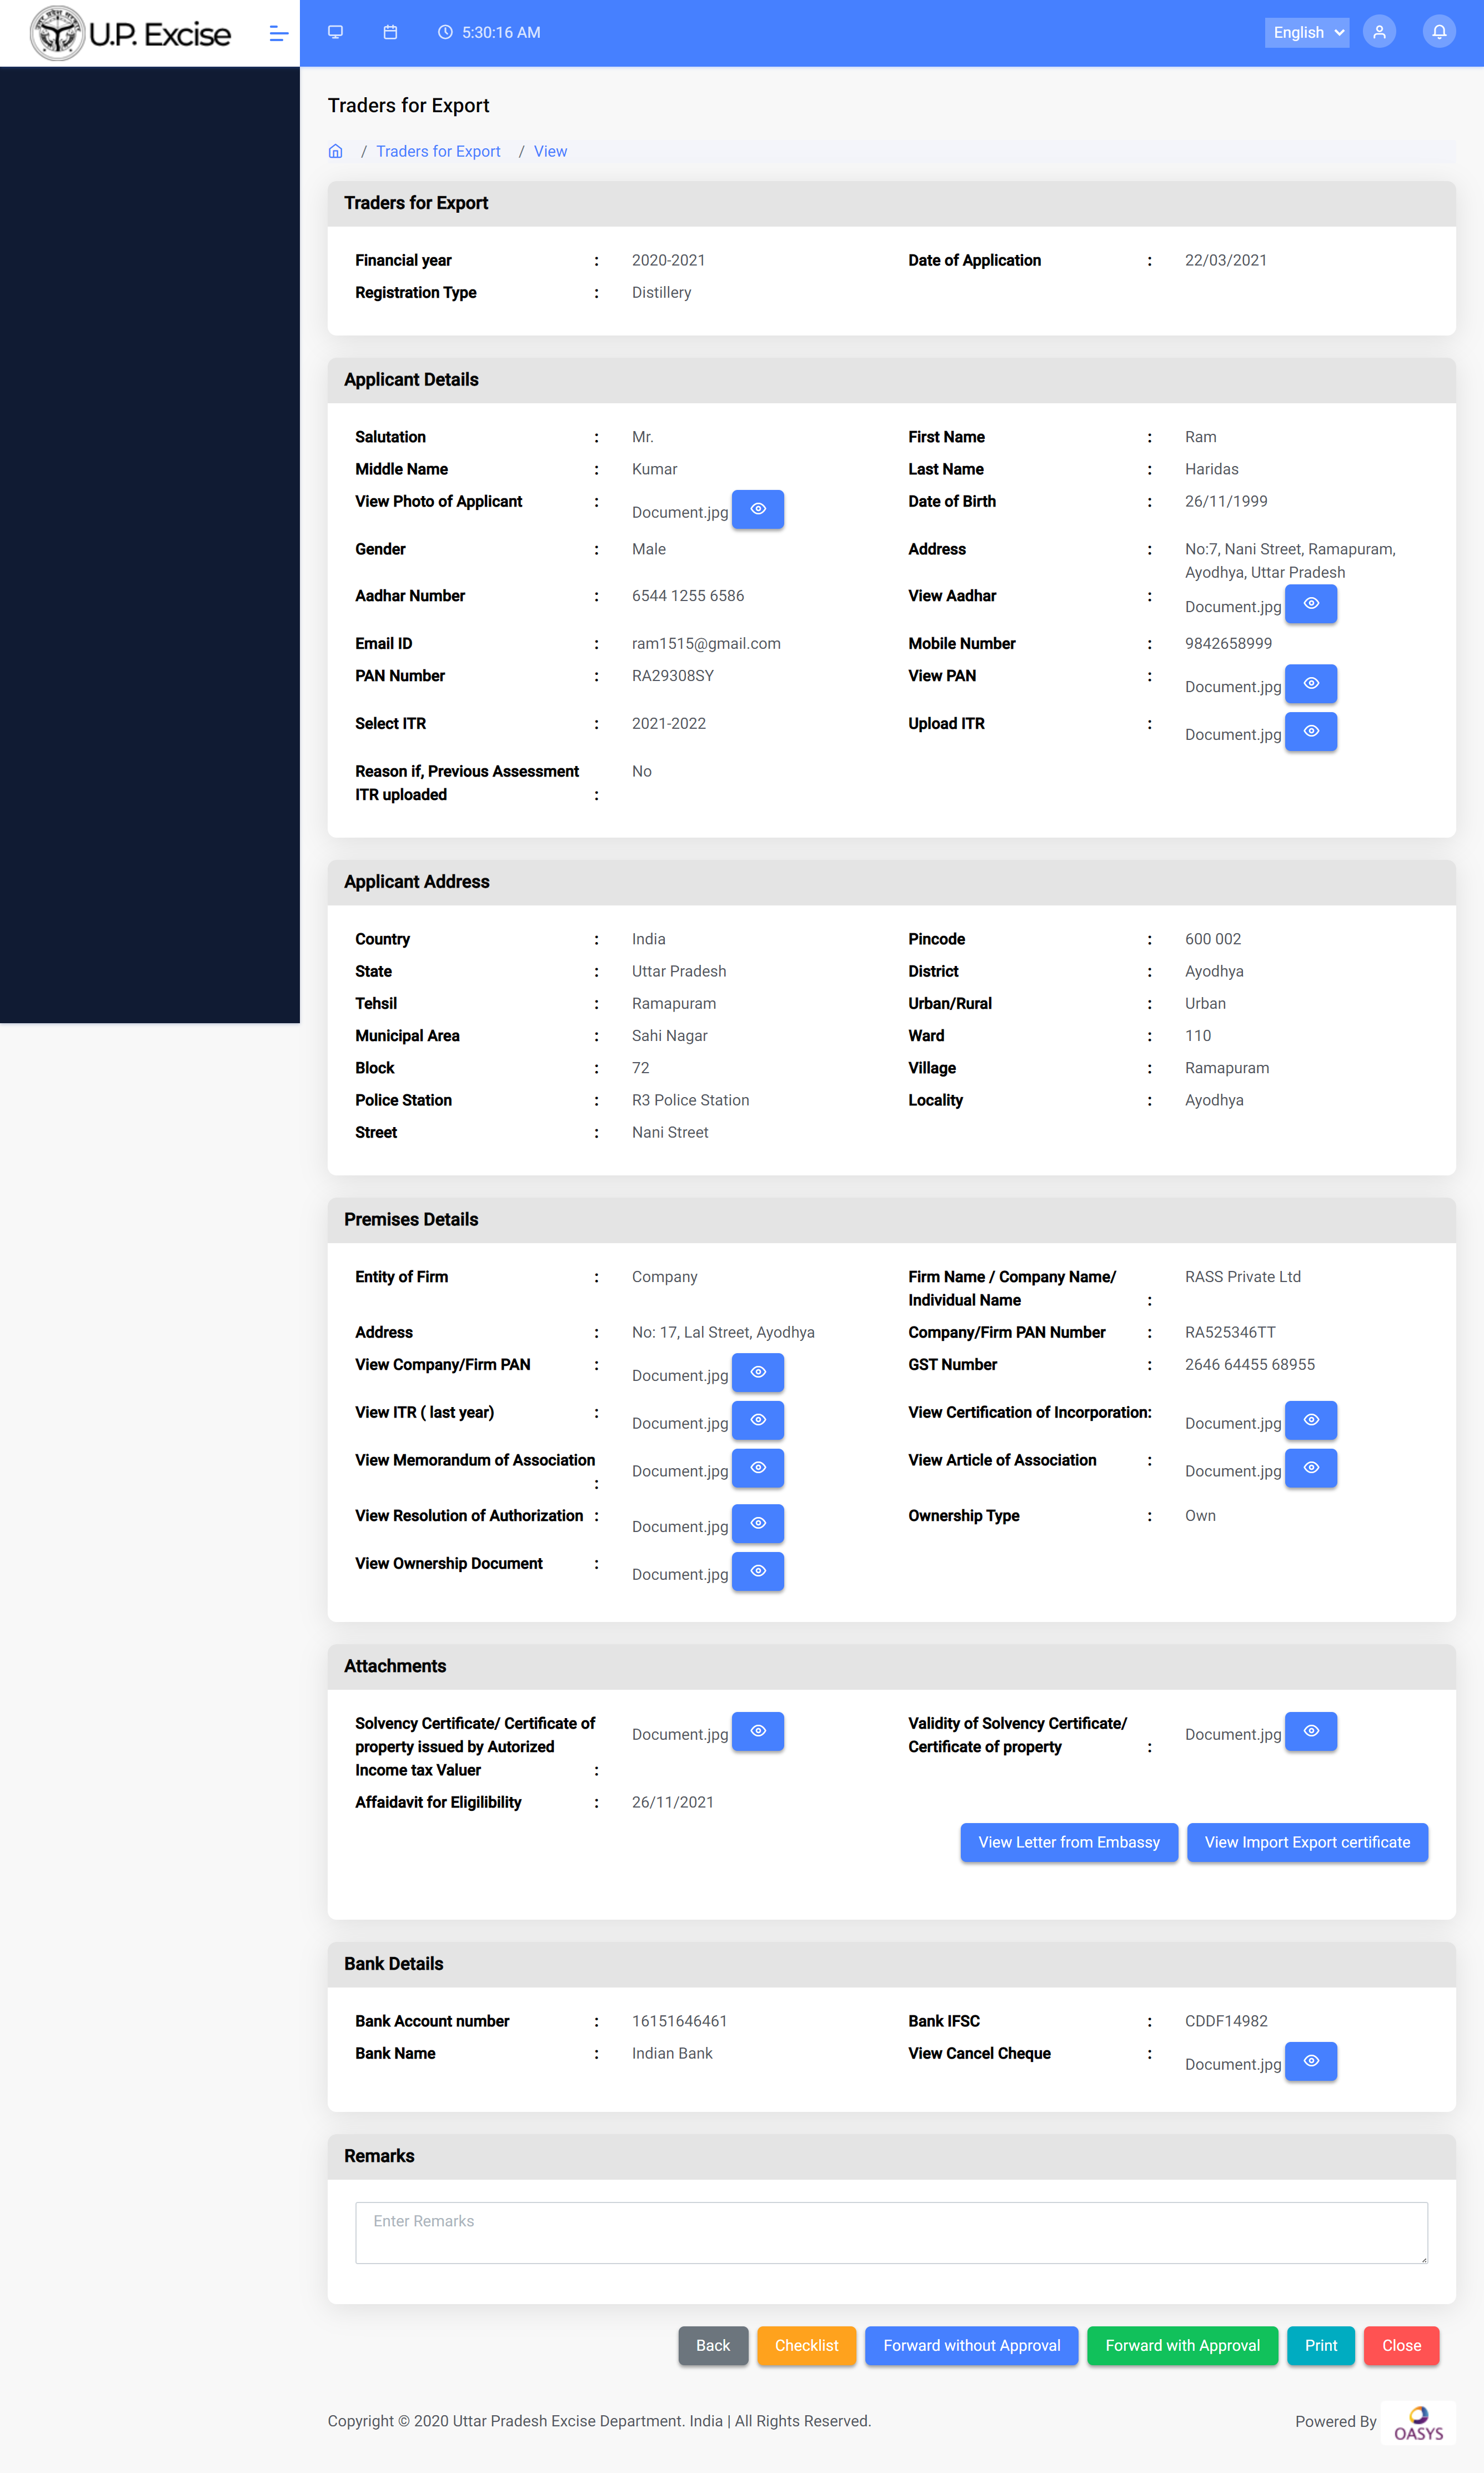 U.P. Excise
5:30:16 AM
English
Traders for Export
/ Traders for Export / View
Traders for Export
Financial year : 2020-2021 Date of Application : 22/03/2021
Registration Type : Distillery
Applicant Details
Salutation : Mr. First Name : Ram
Middle Name : Kumar Last Name : Haridas
View Photo of Applicant : Document.jpg Date of Birth : 26/11/1999
Gender : Male Address : No:7, Nani Street, Ramapuram,
Ayodhya, Uttar Pradesh
Aadhar Number : 6544 1255 6586 View Aadhar : Document.jpg
Email ID : ram1515@gmail.com Mobile Number : 9842658999
PAN Number : RA29308SY View PAN : Document.jpg
Select ITR : 2021-2022 Upload ITR : Document.jpg
Reason if, Previous Assessment No
ITR uploaded :
Applicant Address
Country : India Pincode : 600 002
State : Uttar Pradesh District : Ayodhya
Tehsil : Ramapuram Urban/Rural : Urban
Municipal Area : Sahi Nagar Ward : 110
Block : 72 Village : Ramapuram
Police Station : R3 Police Station Locality : Ayodhya
Street : Nani Street
Premises Details
Entity of Firm : Company Firm Name / Company Name/ RASS Private Ltd
Individual Name :
Address : No: 17, Lal Street, Ayodhya Company/Firm PAN Number : RA525346TT
View Company/Firm PAN : Document.jpg GST Number : 2646 64455 68955
View ITR ( last year) : Document.jpg View Certification of Incorporation: Document.jpg
View Memorandum of Association Document.jpg View Article of Association : Document.jpg
:
View Resolution of Authorization : Document.jpg Ownership Type : Own
View Ownership Document : Document.jpg
Attachments
Solvency Certificate/ Certificate of Document.jpg Validity of Solvency Certificate/ Document.jpg
property issued by Autorized Certificate of property :
Income tax Valuer :
Affaidavit for Eligilibility : 26/11/2021
View Letter from Embassy View Import Export certificate
Bank Details
Bank Account number : 16151646461 Bank IFSC : CDDF14982
Bank Name : Indian Bank View Cancel Cheque : Document.jpg
Remarks
Enter Remarks
Back Checklist Forward without Approval Forward with Approval Print Close
Copyright © 2020 Uttar Pradesh Excise Department. India | All Rights Reserved. Powered By OASYS